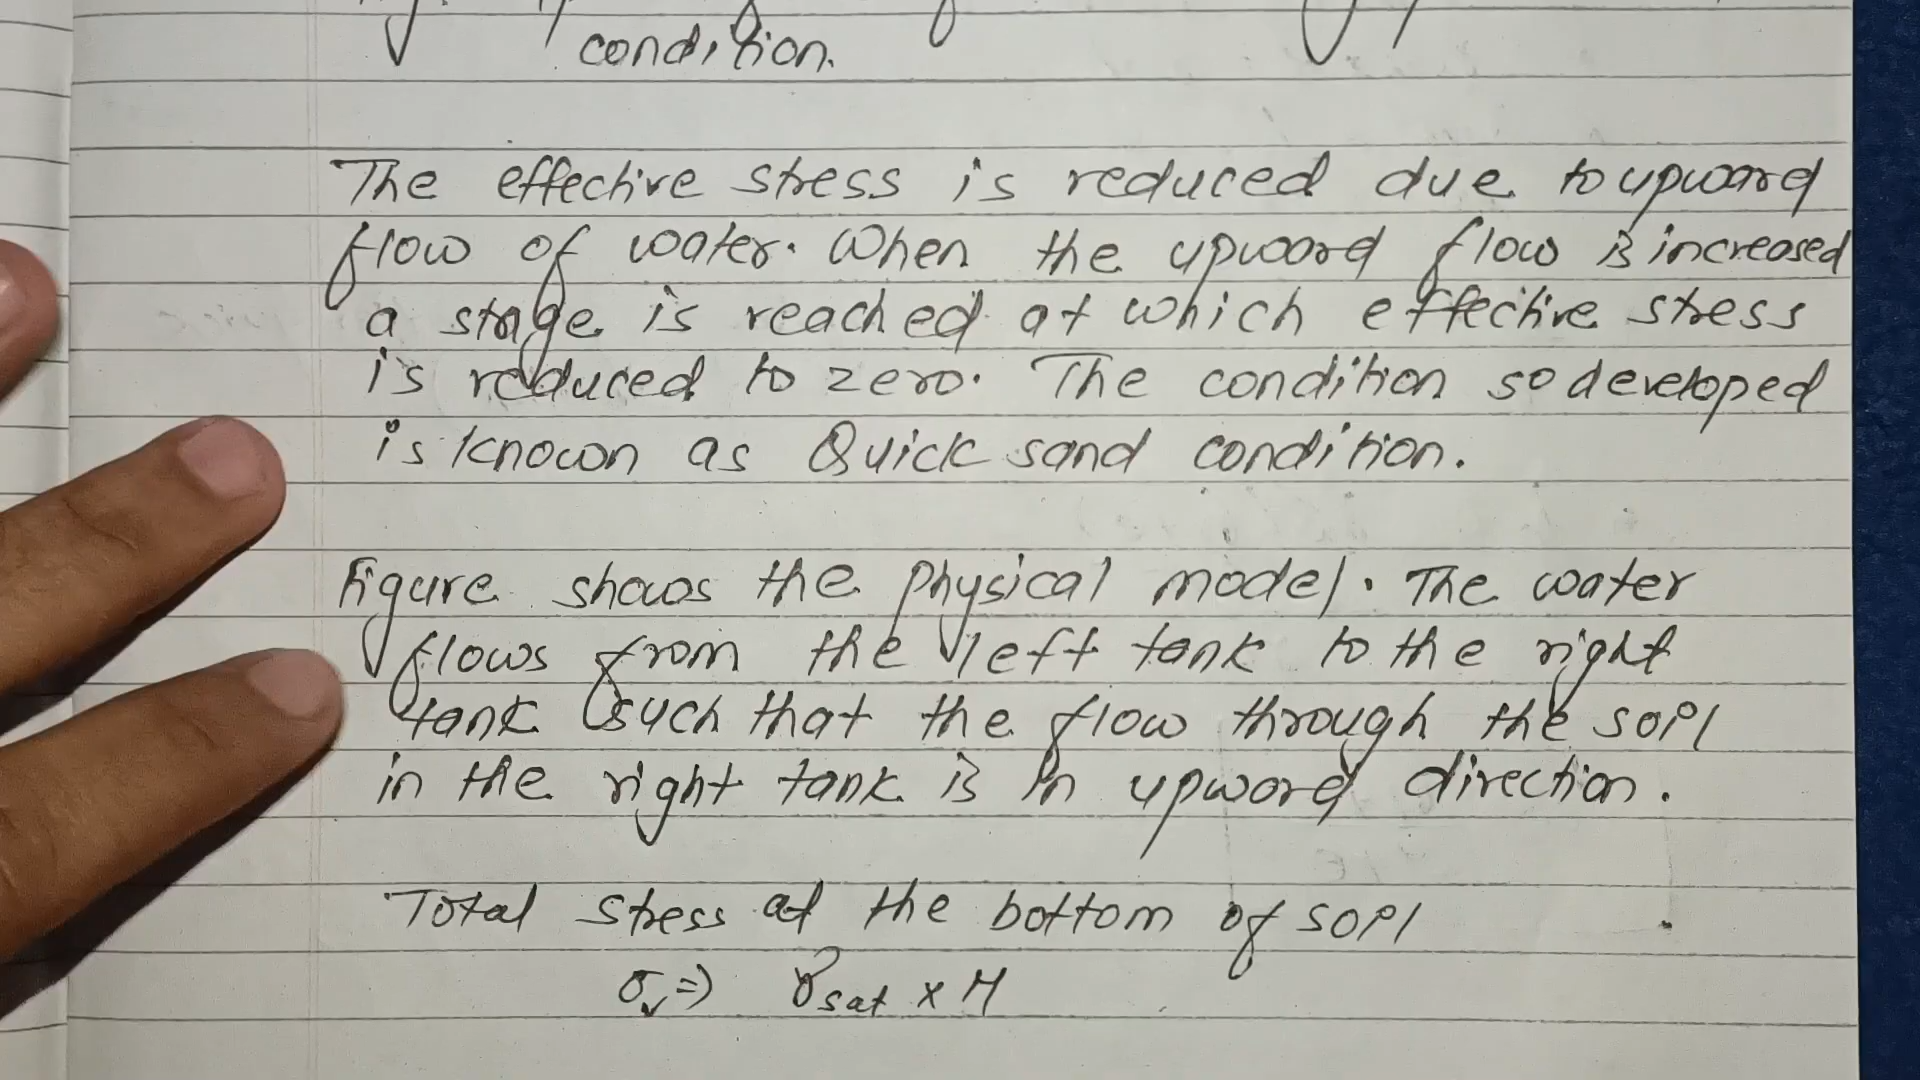 condition.
The effective stress is reduced due to upward
flow of water. When the upward flow is increased
a stage is reached at which effective stress
is reduced to zero. The condition so developed
is known as Quick sand condition.
Figure shows the physical model. The water
flows from the left tank to the right
tank such that the flow through the soil
in the right tank is in upward direction.
Total stress at the bottom of soil
σv => γsat x H